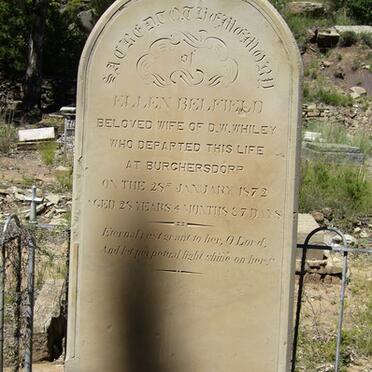 SACRED TO THE MEMORY
of
ELLEN BELFIELD
BELOVED WIFE OF D.W. WHILEY
WHO DEPARTED THIS LIFE
AT BURGHERSDORP
ON THE 28th JANUARY 1872
AGED 28 YEARS 4 MONTHS & 7 DAYS
Eternal rest grant to her, O Lord,
And let perpetual light shine on her."